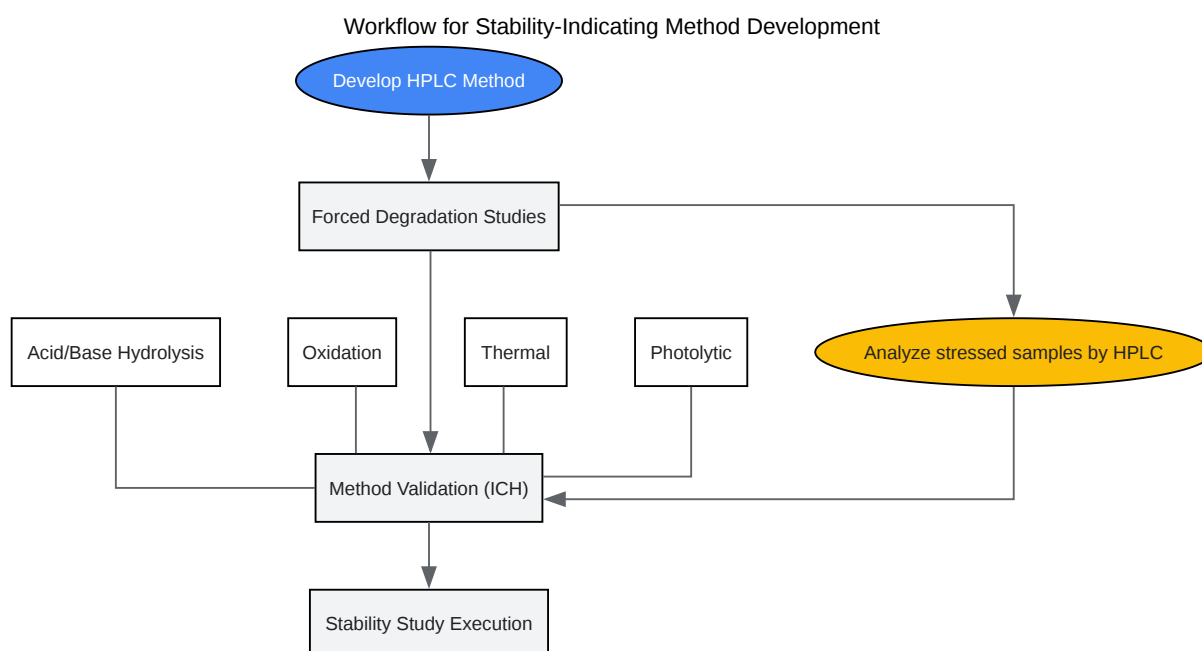 Workflow for Stability-Indicating Method Development
Develop HPLC Method
Forced Degradation Studies
Acid/Base Hydrolysis
Oxidation
Thermal
Photolytic
Analyze stressed samples by HPLC
Method Validation (ICH)
Stability Study Execution